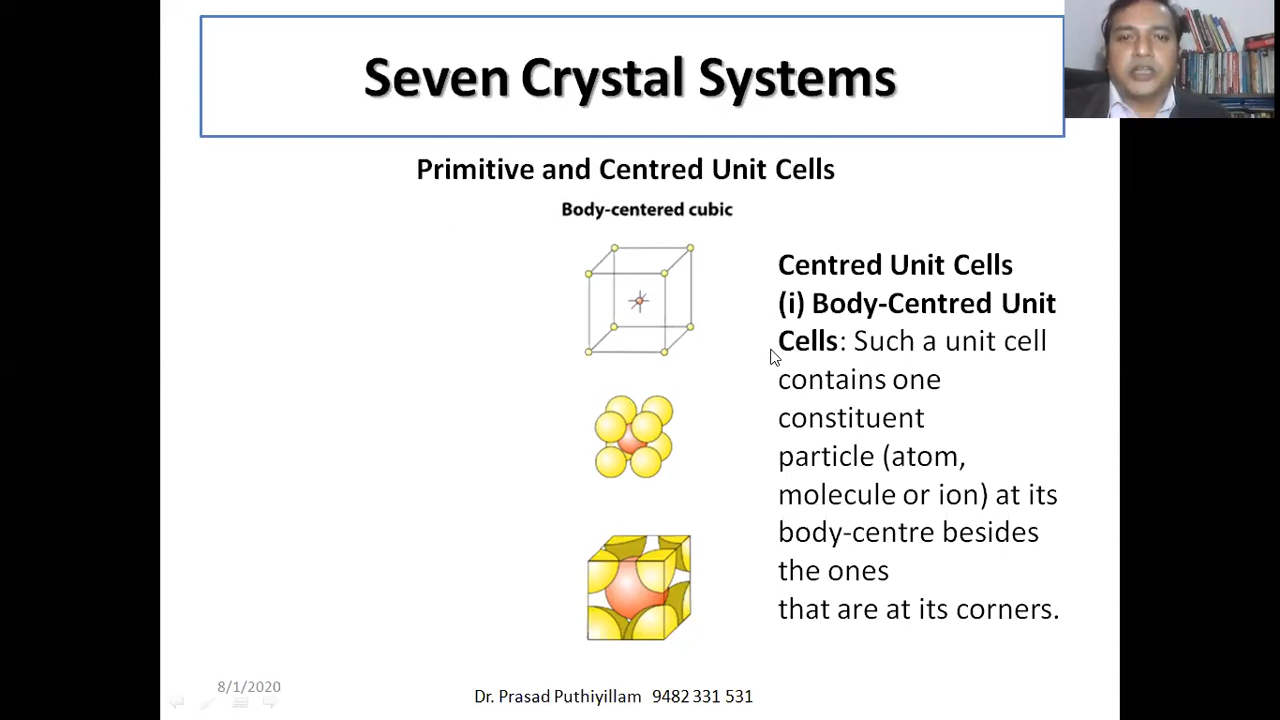 Seven Crystal Systems
Primitive and Centred Unit Cells
Body-centered cubic
Centred Unit Cells
(i) Body-Centred Unit
Cells: Such a unit cell
contains one
constituent
particle (atom,
molecule or ion) at its
body-centre besides
the ones
that are at its corners.
8/1/2020
Dr. Prasad Puthiyillam 9482 331 531